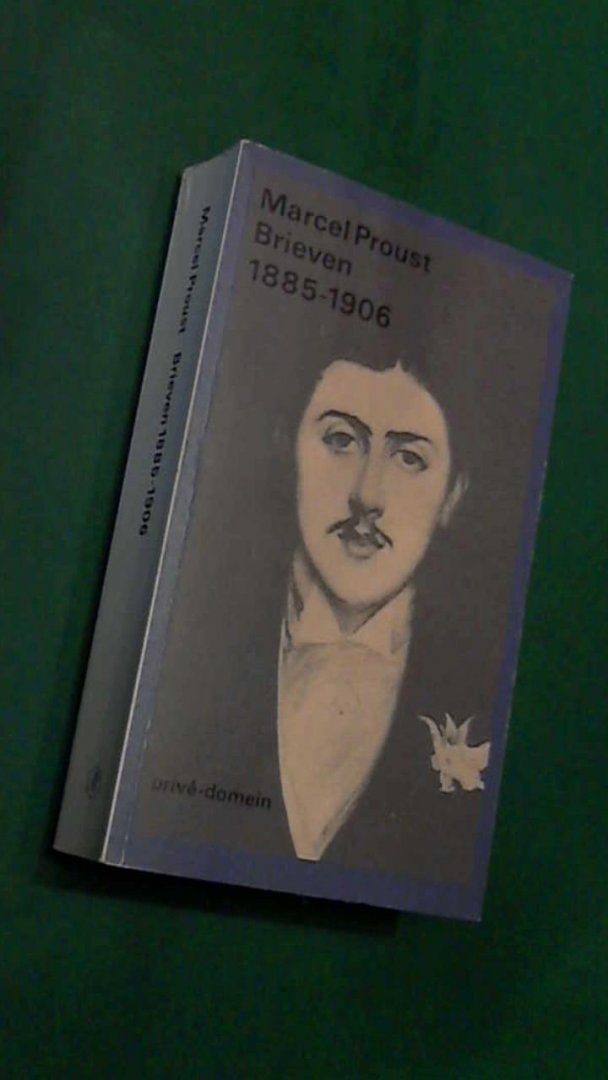 Marcel Proust
Brieven
1885-1906
privé-domein
Marcel Proust Brieven 1885-1906